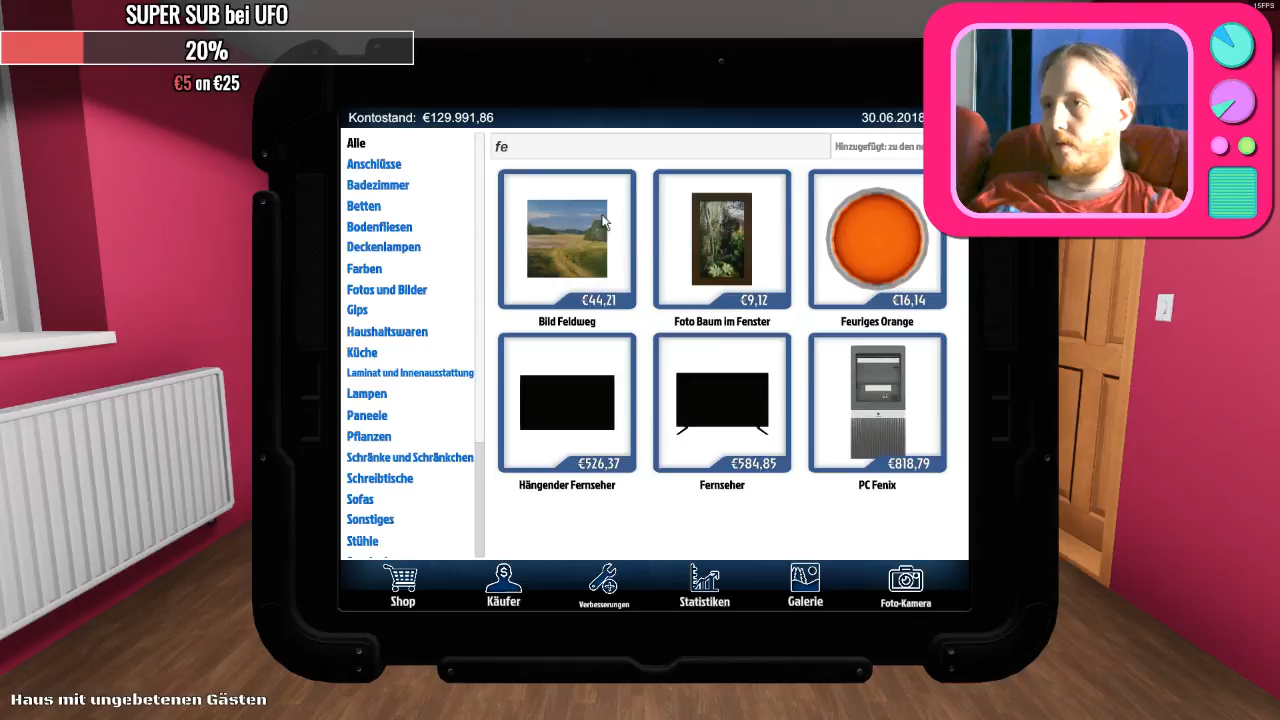 SUPER SUB bei UFO
20%
€5 on €25
15FPS
Kontostand: €129.991,86
30.06.2018
Alle
Anschlüsse
Badezimmer
Betten
Bodenfliesen
Deckenlampen
Farben
Fotos und Bilder
Gips
Haushaltswaren
Küche
Laminat und Innenausstattung
Lampen
Paneele
Pflanzen
Schränke und Schränkchen
Schreibtische
Sofas
Sonstiges
Stühle
fe
Hinzugefügt: zu den
€44,21
€9,12
€16,14
Bild Feldweg
Foto Baum im Fenster
Feuriges Orange
€526,37
€584,85
€818,79
Hängender Fernseher
Fernseher
PC Fenix
Shop
Käufer
Verbesserungen
Statistiken
Galerie
Foto-Kamera
Haus mit ungebetenen Gästen